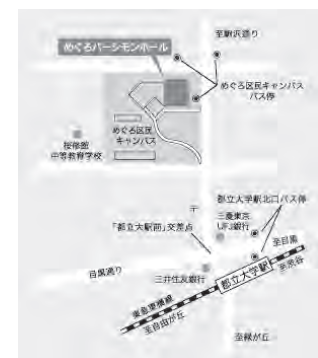 至駒沢通り
めぐろパーシモンホール
めぐろ区民キャンパス
バス停
めぐろ区民
キャンパス
桜修館
中等教育学校
都立大学駅北口バス停
〒
三菱東京
UFJ銀行
「都立大駅前」交差点
至目黒
至渋谷
目黒通り
三井住友銀行
都立大学駅
東急東横線
至自由が丘
至緑が丘